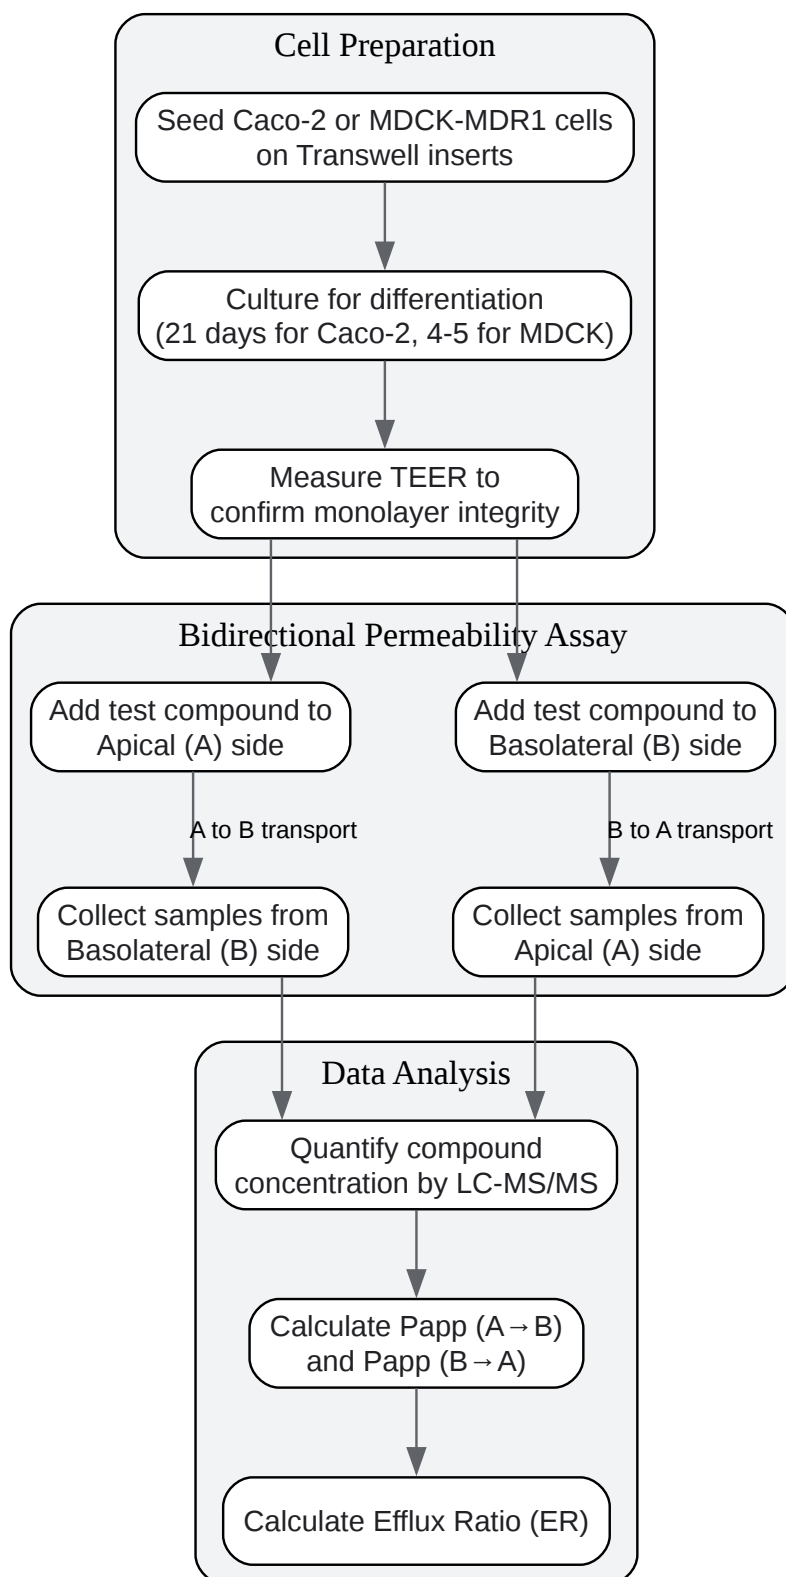 Cell Preparation
Seed Caco-2 or MDCK-MDR1 cells
on Transwell inserts
Culture for differentiation
(21 days for Caco-2, 4-5 for MDCK)
Measure TEER to
confirm monolayer integrity
Bidirectional Permeability Assay
Add test compound to
Apical (A) side
Add test compound to
Basolateral (B) side
A to B transport
B to A transport
Collect samples from
Basolateral (B) side
Collect samples from
Apical (A) side
Data Analysis
Quantify compound
concentration by LC-MS/MS
Calculate Papp (A→B)
and Papp (B→A)
Calculate Efflux Ratio (ER)